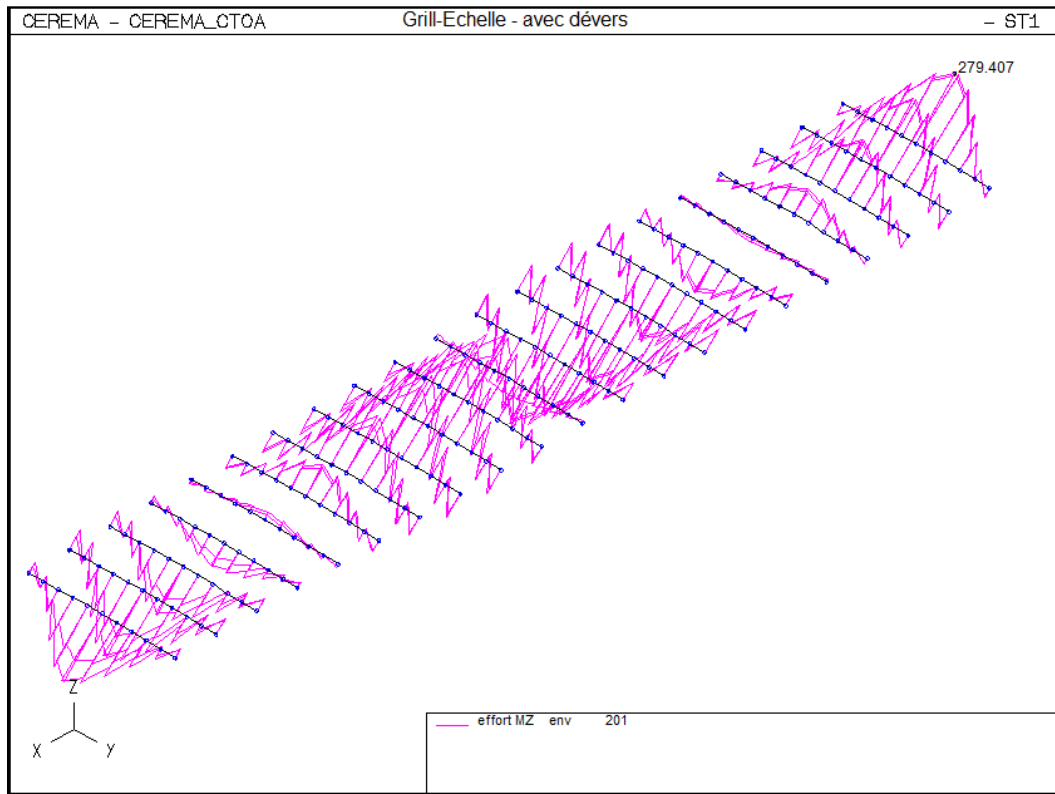 CEREMA - CEREMA_CTOA Grill-Echelle - avec dévers - ST1
279.407
Z
X y
effort MZ env 201